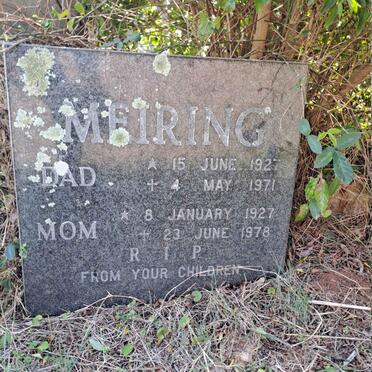 MEIRING
* 15 JUNE 1927
DAD + 4 MAY 1971
* 8 JANUARY 1927
MOM + 23 JUNE 1978
R I P
FROM YOUR CHILDREN